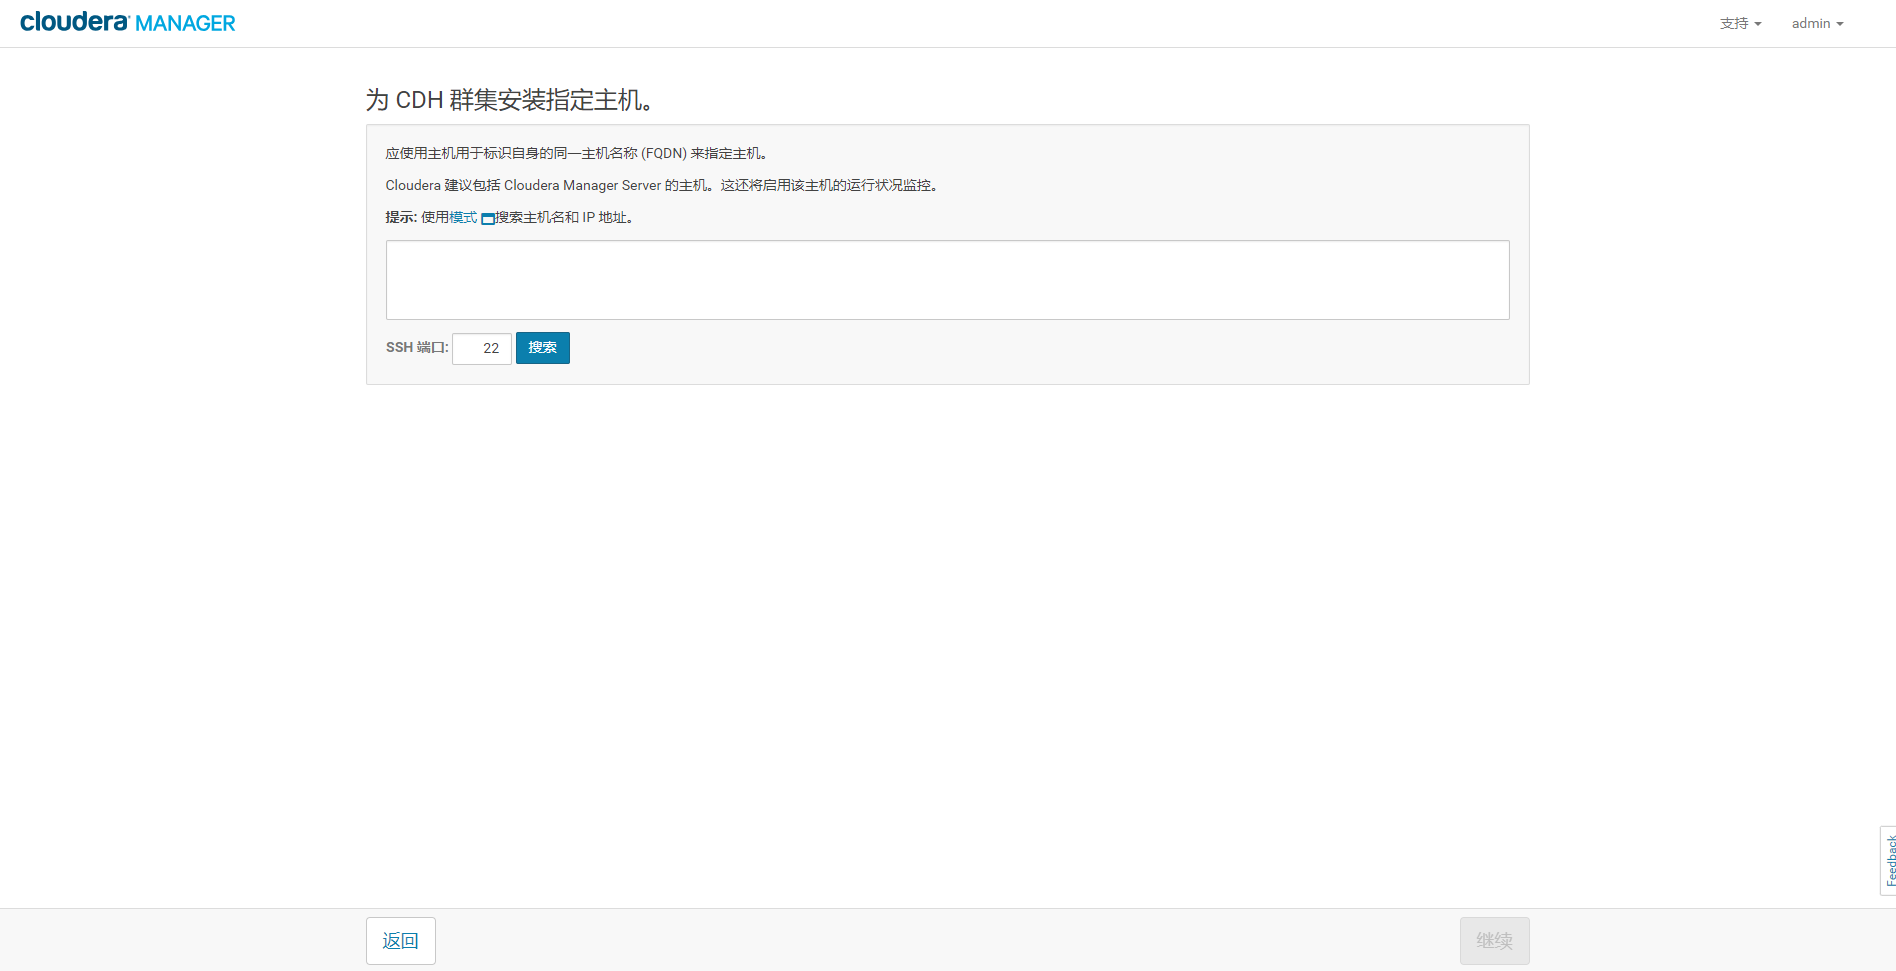 cloudera MANAGER
支持 admin
为 CDH 群集安装指定主机。
应使用主机用于标识自身的同一主机名称 (FQDN) 来指定主机。
Cloudera 建议包括 Cloudera Manager Server 的主机。这还将启用该主机的运行状况监控。
提示: 使用模式 搜索主机名和 IP 地址。
SSH 端口: 22 搜索
Feedback
返回 继续